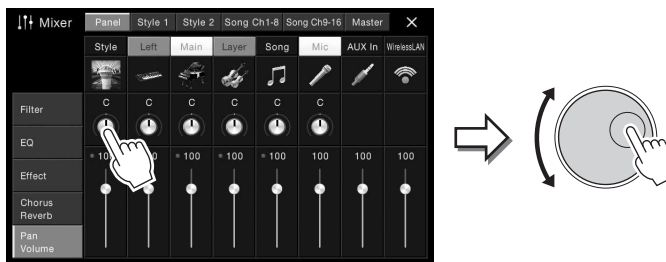 Mixer
Panel Style 1 Style 2 Song Ch1-8 Song Ch9-16 Master
Style Left Main Layer Song Mic AUX In WirelessLAN
C C C C C C
Filter
EQ
100 100 100 100 100 100 100
Effect
Chorus
Reverb
Pan
Volume